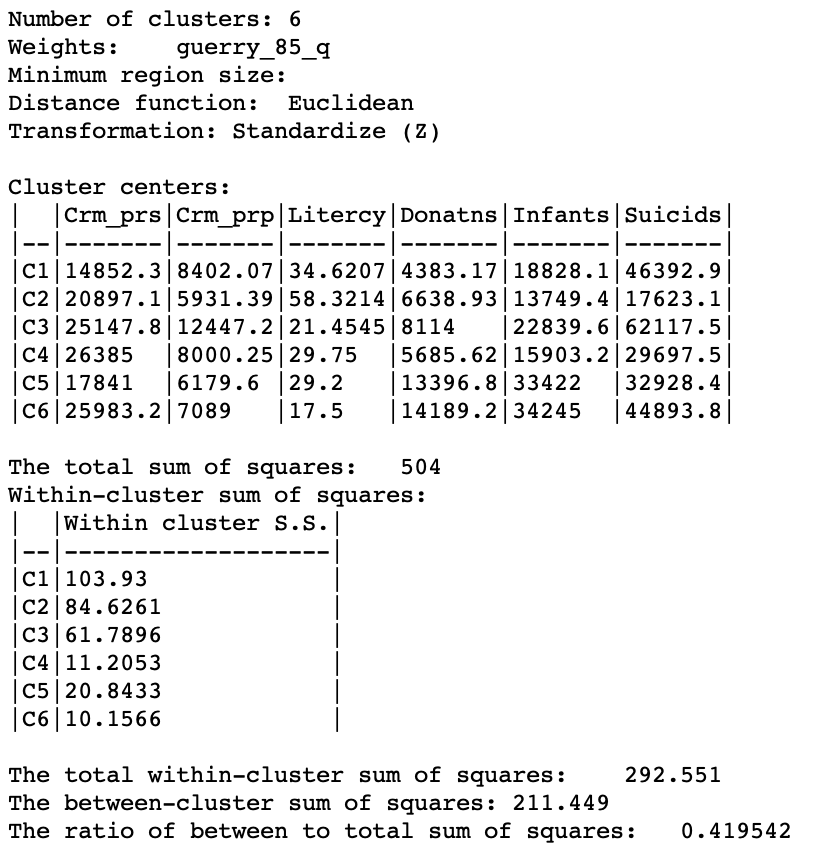 Number of clusters: 6
Weights:    guerry_85_q
Minimum region size:
Distance function:  Euclidean
Transformation: Standardize (Z)

Cluster centers:
|  |Crm_prs|Crm_prp|Litercy|Donatns|Infants|Suicids|
|--|-------|-------|-------|-------|-------|-------|
|C1|14852.3|8402.07|34.6207|4383.17|18828.1|46392.9|
|C2|20897.1|5931.39|58.3214|6638.93|13749.4|17623.1|
|C3|25147.8|12447.2|21.4545|8114   |22839.6|62117.5|
|C4|26385  |8000.25|29.75  |5685.62|15903.2|29697.5|
|C5|17841  |6179.6 |29.2   |13396.8|33422  |32928.4|
|C6|25983.2|7089   |17.5   |14189.2|34245  |44893.8|

The total sum of squares:   504
Within-cluster sum of squares:
|  |Within cluster S.S.|
|--|-------------------|
|C1|103.93             |
|C2|84.6261            |
|C3|61.7896            |
|C4|11.2053            |
|C5|20.8433            |
|C6|10.1566            |

The total within-cluster sum of squares:    292.551
The between-cluster sum of squares: 211.449
The ratio of between to total sum of squares:   0.419542